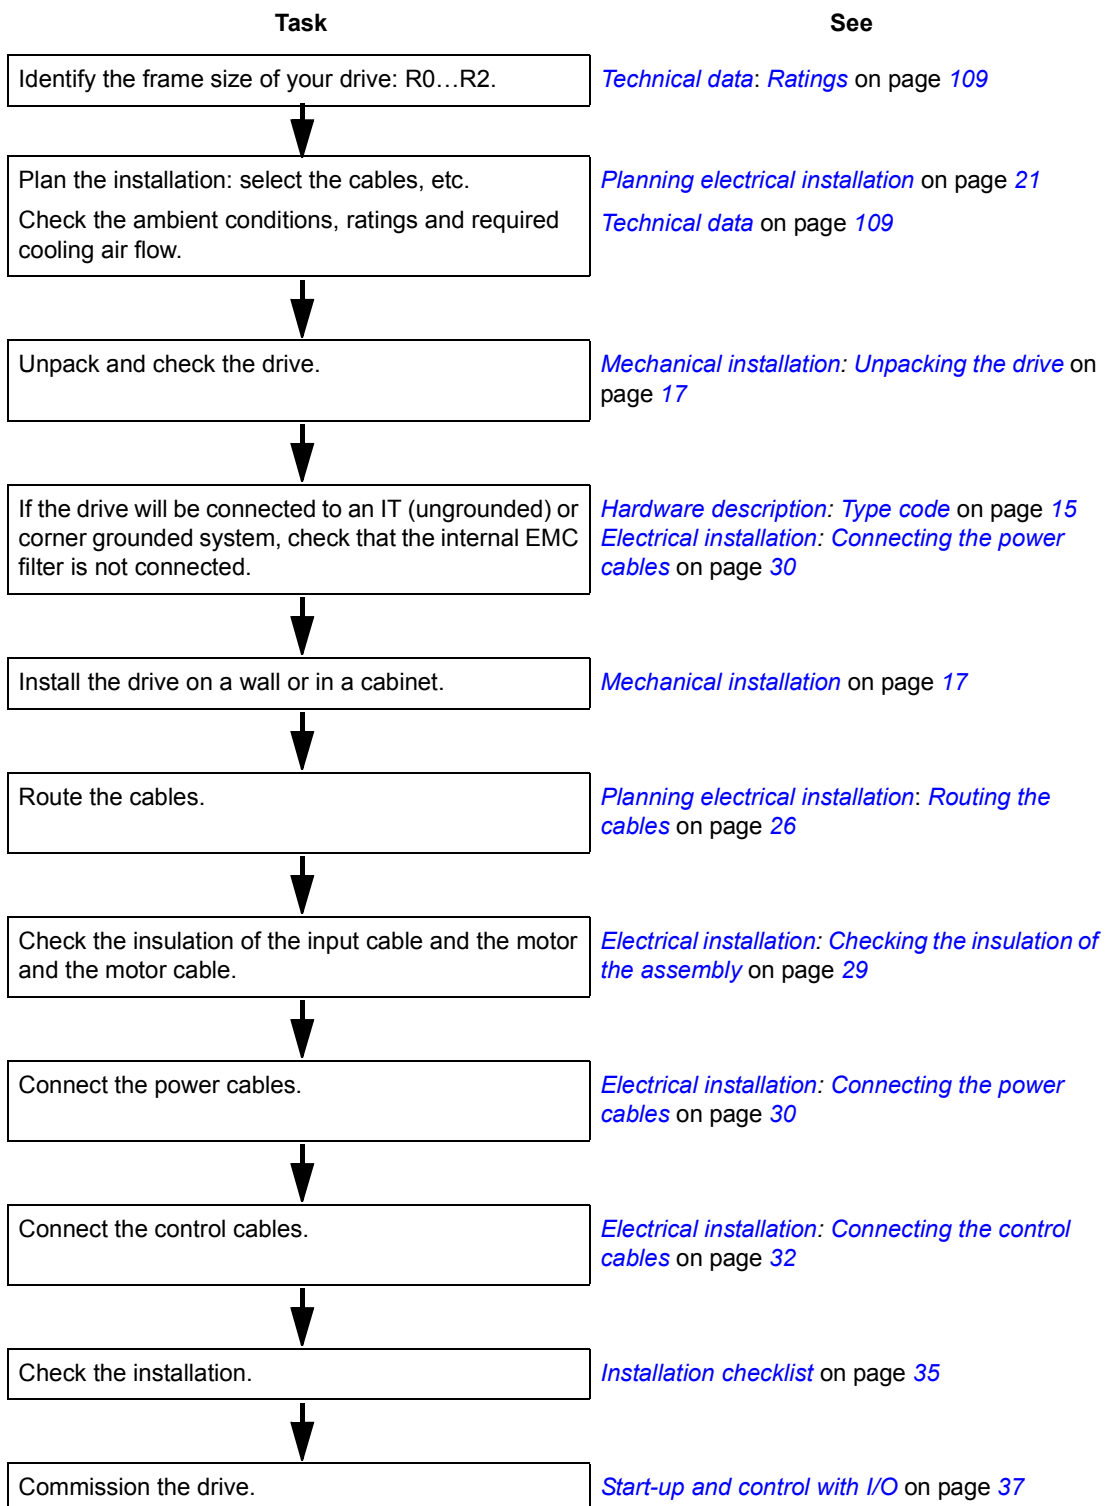 Task See
Identify the frame size of your drive: R0…R2. Technical data: Ratings on page 109
Plan the installation: select the cables, etc. Planning electrical installation on page 21
Check the ambient conditions, ratings and required Technical data on page 109
cooling air flow.
Unpack and check the drive. Mechanical installation: Unpacking the drive on
page 17
If the drive will be connected to an IT (ungrounded) or Hardware description: Type code on page 15
corner grounded system, check that the internal EMC Electrical installation: Connecting the power
filter is not connected. cables on page 30
Install the drive on a wall or in a cabinet. Mechanical installation on page 17
Route the cables. Planning electrical installation: Routing the
cables on page 26
Check the insulation of the input cable and the motor Electrical installation: Checking the insulation of
and the motor cable. the assembly on page 29
Connect the power cables. Electrical installation: Connecting the power
cables on page 30
Connect the control cables. Electrical installation: Connecting the control
cables on page 32
Check the installation. Installation checklist on page 35
Commission the drive. Start-up and control with I/O on page 37